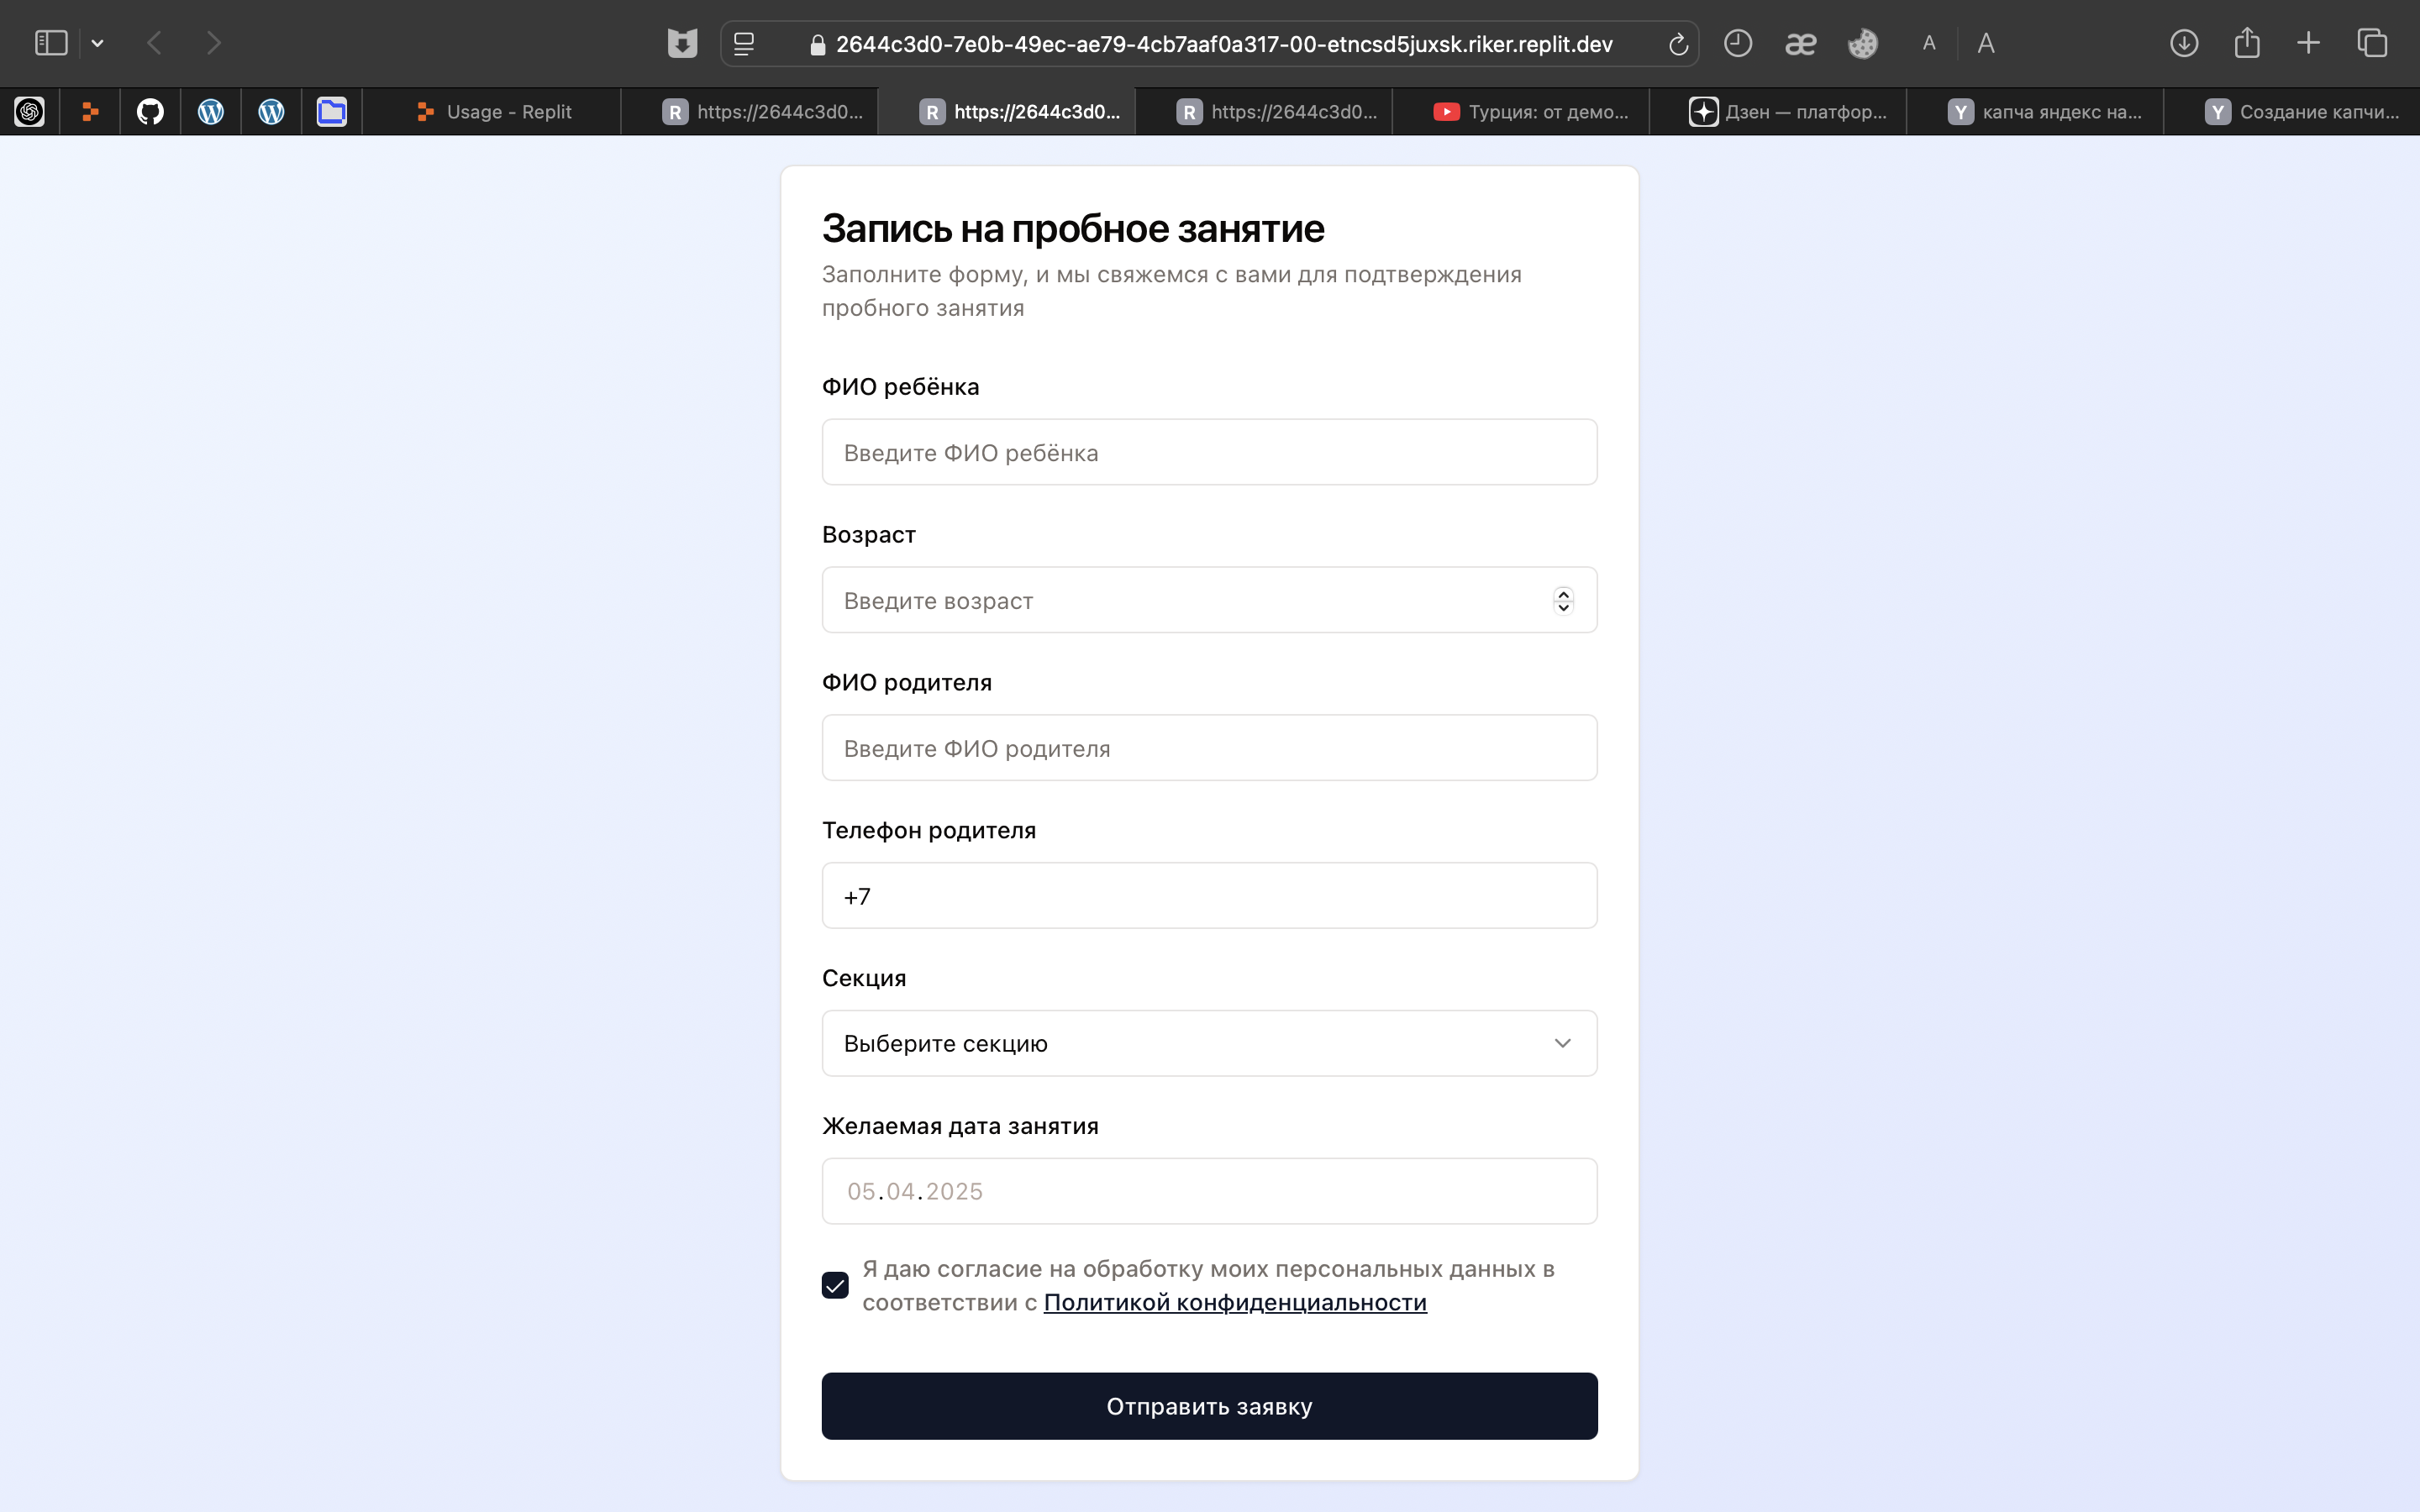 2644c3d0-7e0b-49ec-ae79-4cb7aaf0a317-00-etncsd5juxsk.riker.replit.dev
æ A A
Usage - Replit
R https://2644c3d0...
R https://2644c3d0...
R https://2644c3d0...
Турция: от демо...
Дзен — платфор...
Y капча яндекс на...
Y Создание капчи...
Запись на пробное занятие
Заполните форму, и мы свяжемся с вами для подтверждения
пробного занятия
ФИО ребёнка
Введите ФИО ребёнка
Возраст
Введите возраст
ФИО родителя
Введите ФИО родителя
Телефон родителя
+7
Секция
Выберите секцию
Желаемая дата занятия
05.04.2025
Я даю согласие на обработку моих персональных данных в
соответствии с Политикой конфиденциальности
Отправить заявку